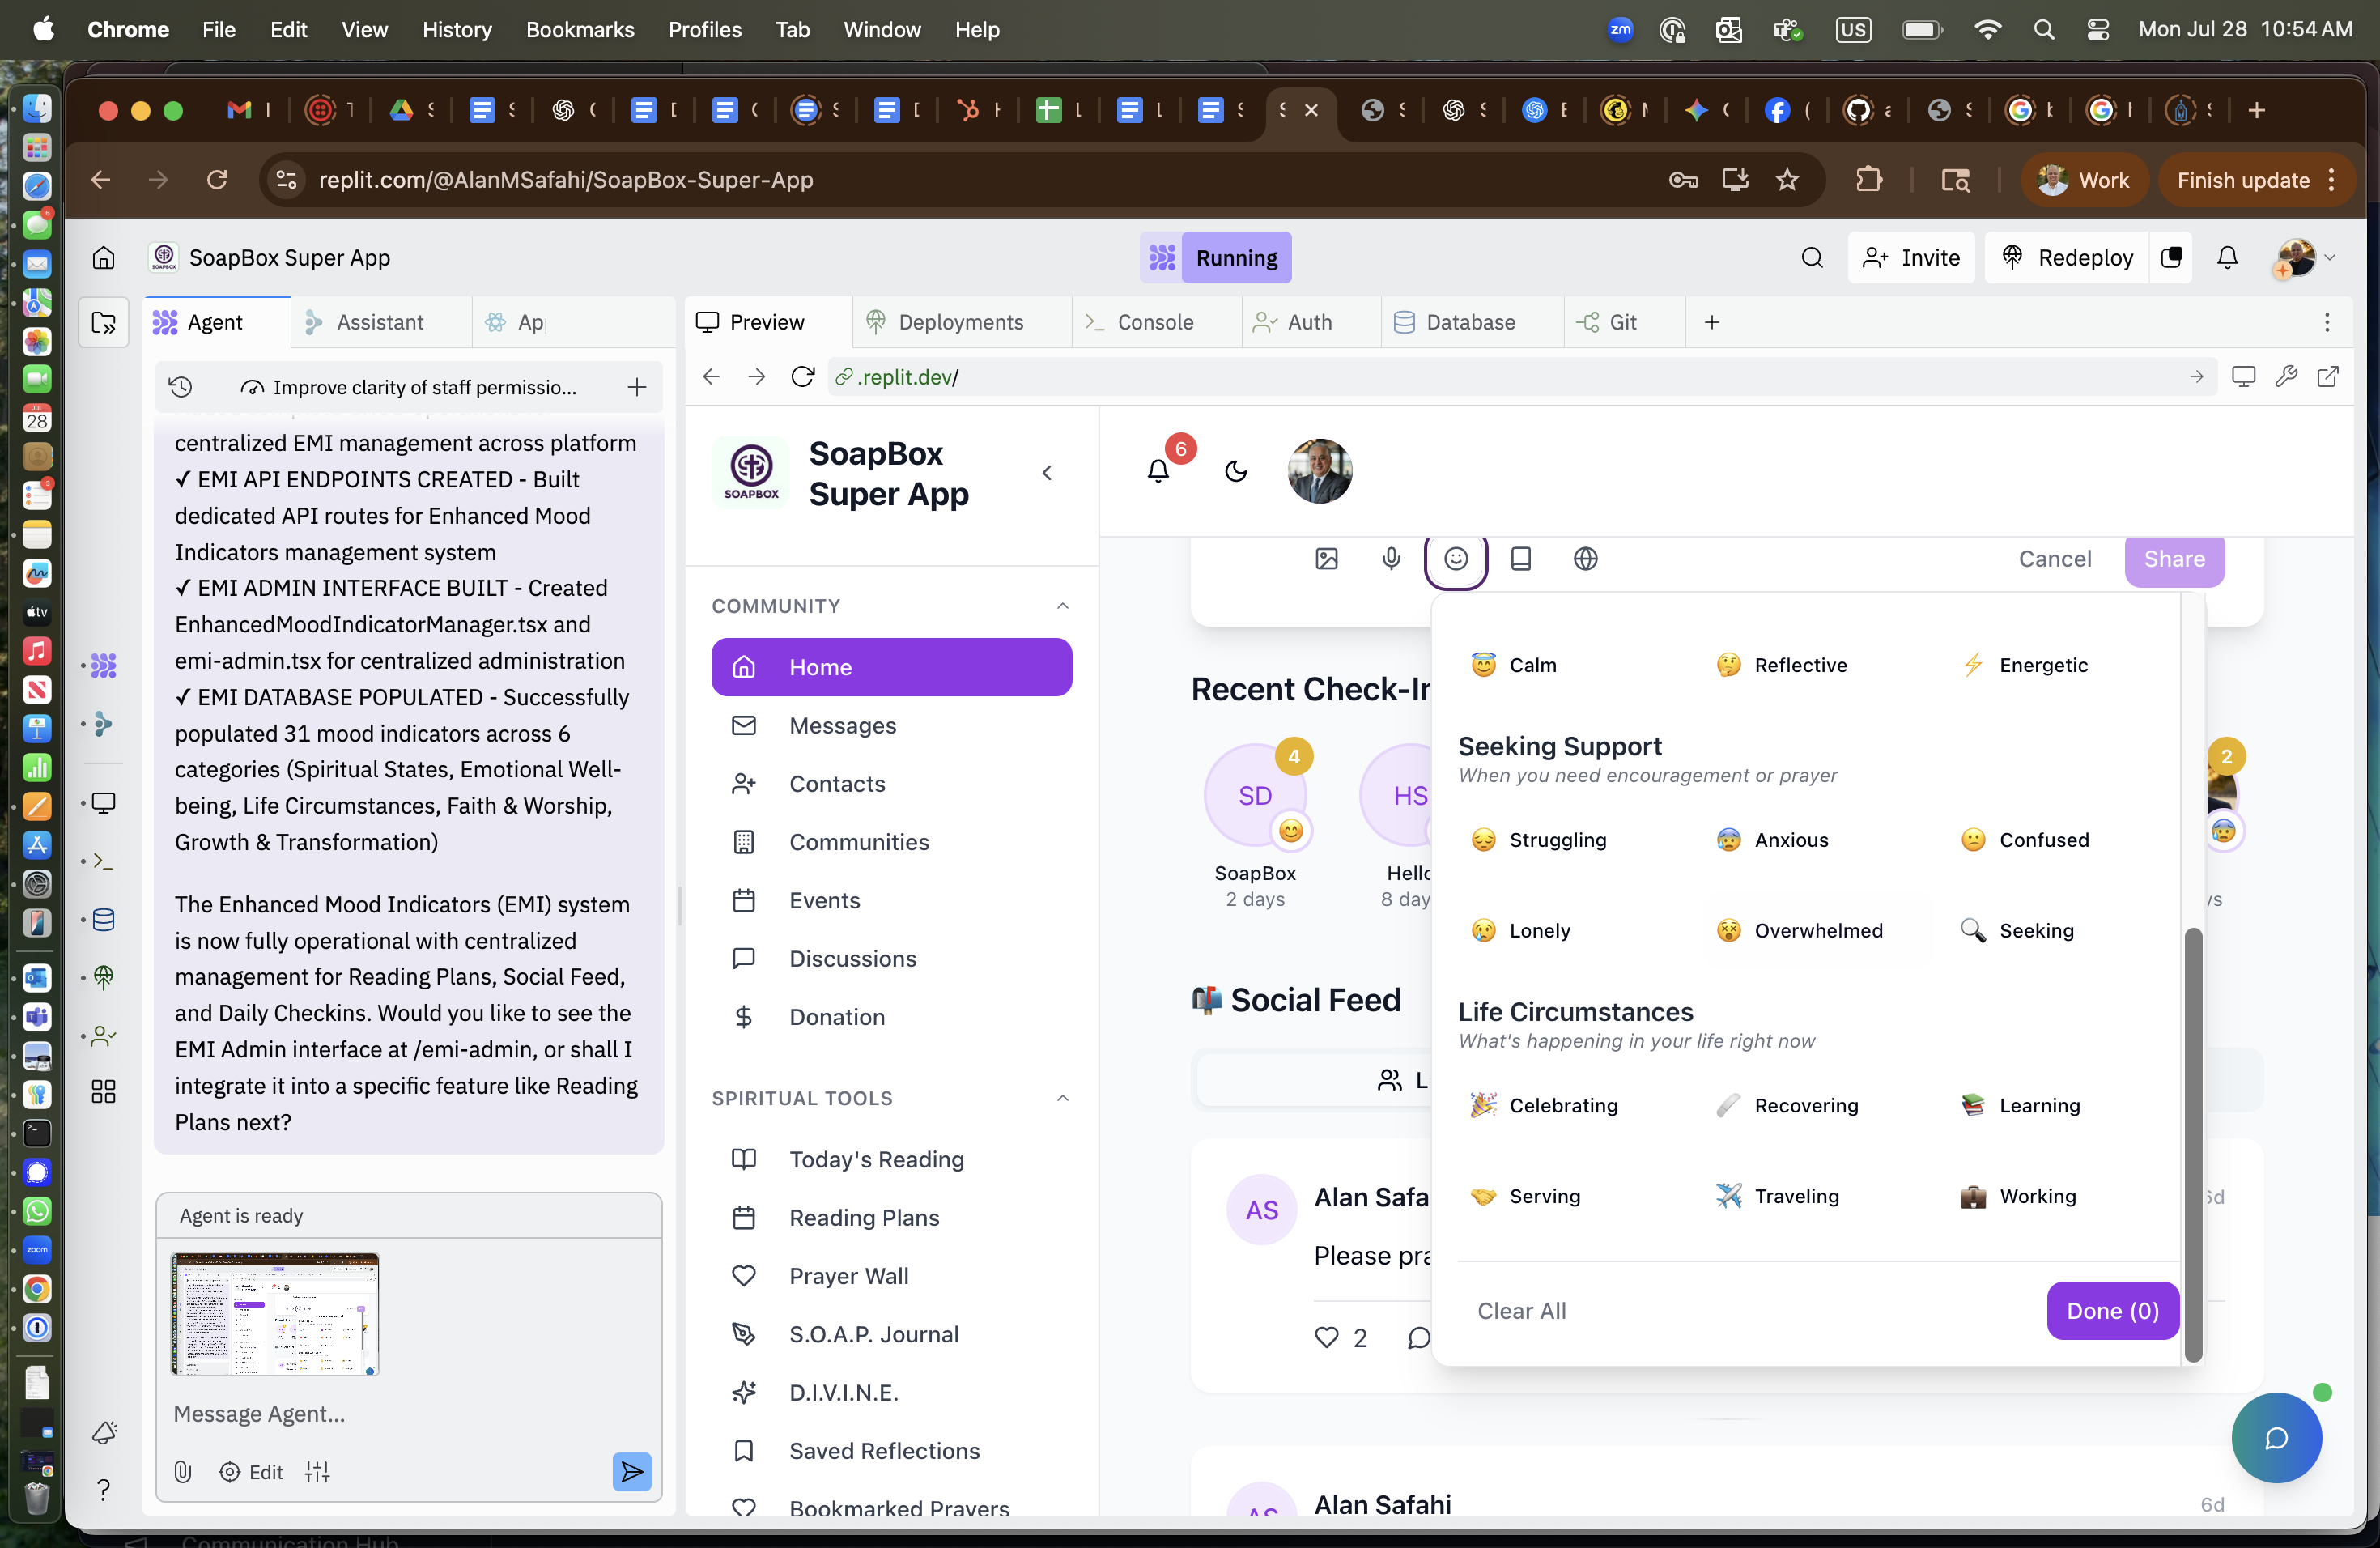 Chrome File Edit View History Bookmarks Profiles Tab Window Help
zm US Mon Jul 28 10:54 AM
replit.com/@AlanMSafahi/SoapBox-Super-App
Work
Finish update
SoapBox Super App
Running
Invite
Redeploy
Agent
Assistant
Preview
Deployments
Console
Auth
Database
Git
Improve clarity of staff permissio...
.replit.dev/
centralized EMI management across platform
✓ EMI API ENDPOINTS CREATED - Built
dedicated API routes for Enhanced Mood
Indicators management system
✓ EMI ADMIN INTERFACE BUILT - Created
EnhancedMoodIndicatorManager.tsx and
emi-admin.tsx for centralized administration
✓ EMI DATABASE POPULATED - Successfully
populated 31 mood indicators across 6
categories (Spiritual States, Emotional Well-
being, Life Circumstances, Faith & Worship,
Growth & Transformation)
The Enhanced Mood Indicators (EMI) system
is now fully operational with centralized
management for Reading Plans, Social Feed,
and Daily Checkins. Would you like to see the
EMI Admin interface at /emi-admin, or shall I
integrate it into a specific feature like Reading
Plans next?
Agent is ready
Message Agent...
Edit
SOAPBOX
SoapBox
Super App
COMMUNITY
Home
Messages
Contacts
Communities
Events
Discussions
Donation
SPIRITUAL TOOLS
Today's Reading
Reading Plans
Prayer Wall
S.O.A.P. Journal
D.I.V.I.N.E.
Saved Reflections
Bookmarked Prayers
6
Cancel
Share
Recent Check-In
SD
4
SoapBox
2 days
HS
Hello
8 day
2
Social Feed
AS
Alan Safa
6d
Please pra
2
AS
Alan Safahi
6d
Calm
Reflective
Energetic
Seeking Support
When you need encouragement or prayer
Struggling
Anxious
Confused
Lonely
Overwhelmed
Seeking
Life Circumstances
What's happening in your life right now
Celebrating
Recovering
Learning
Serving
Traveling
Working
Clear All
Done (0)
Communication Hub